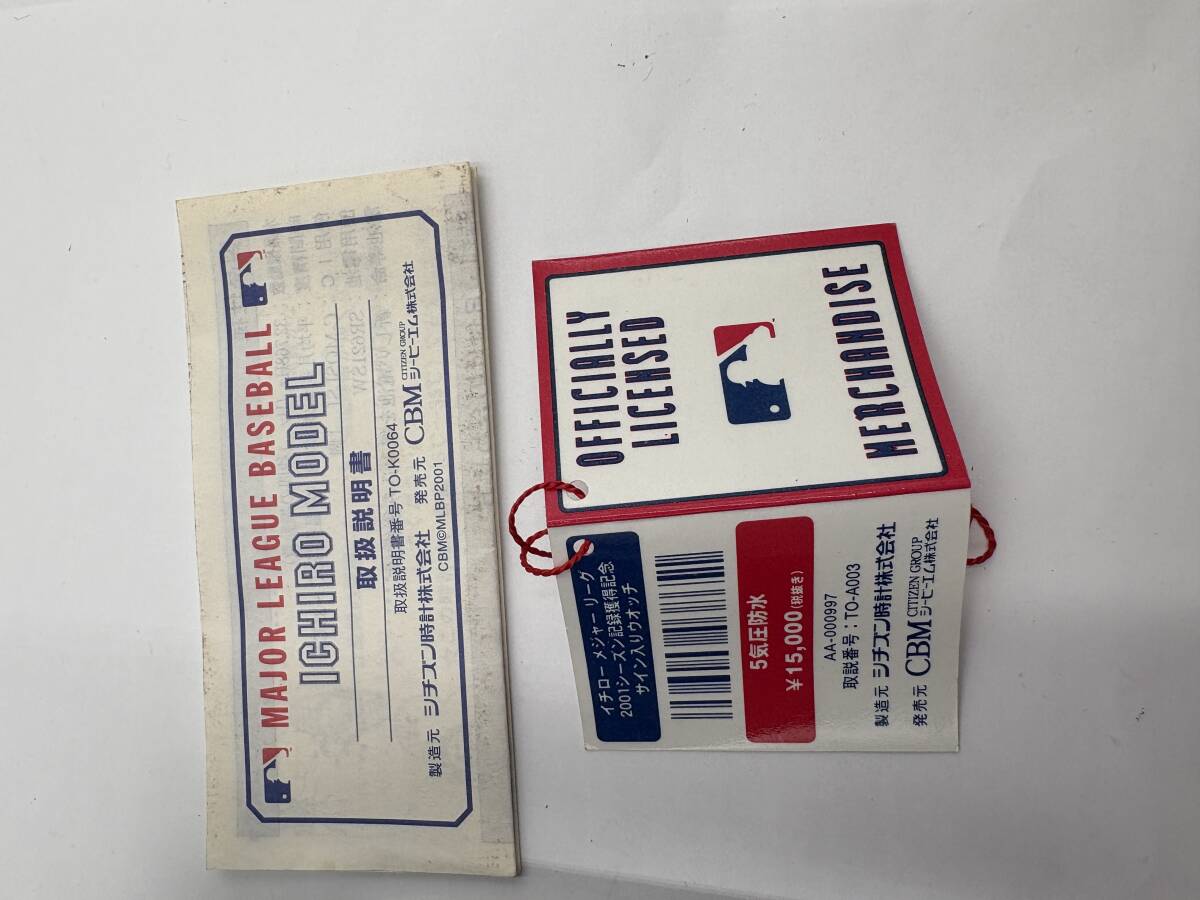 MAJOR LEAGUE BASEBALL
ICHIRO MODEL
取扱説明書
取扱説明書番号 TO-K0064
製造元 シチズン時計株式会社 発売元 CBM CITIZEN GROUP シービーエム株式会社
CBM©MLBP2001
OFFICIALLY
LICENSED
MERCHANDISE
イチロー メジャー リーグ
2001シーズン記録獲得記念
サイン入りウオッチ
5気圧防水
¥15,000(税抜き)
AA-000997
取説番号：TO-A003
製造元 シチズン時計株式会社
発売元 CBM CITIZEN GROUP シービーエム株式会社